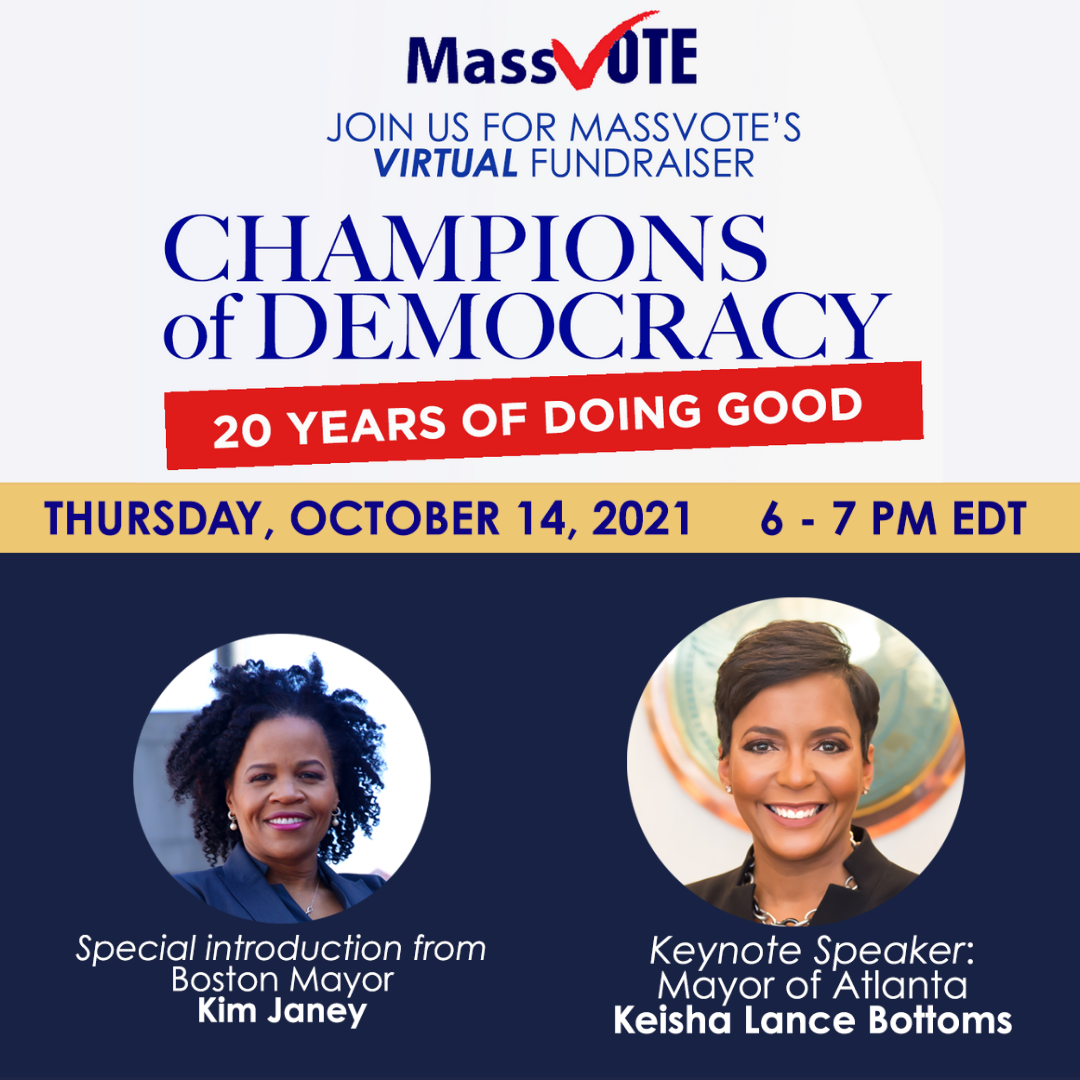 MassVOTE
JOIN US FOR MASSVOTE'S
VIRTUAL FUNDRAISER
CHAMPIONS
of DEMOCRACY
20 YEARS OF DOING GOOD
THURSDAY, OCTOBER 14, 2021 6 - 7 PM EDT
Special introduction from
Boston Mayor
Kim Janey
Keynote Speaker:
Mayor of Atlanta
Keisha Lance Bottoms